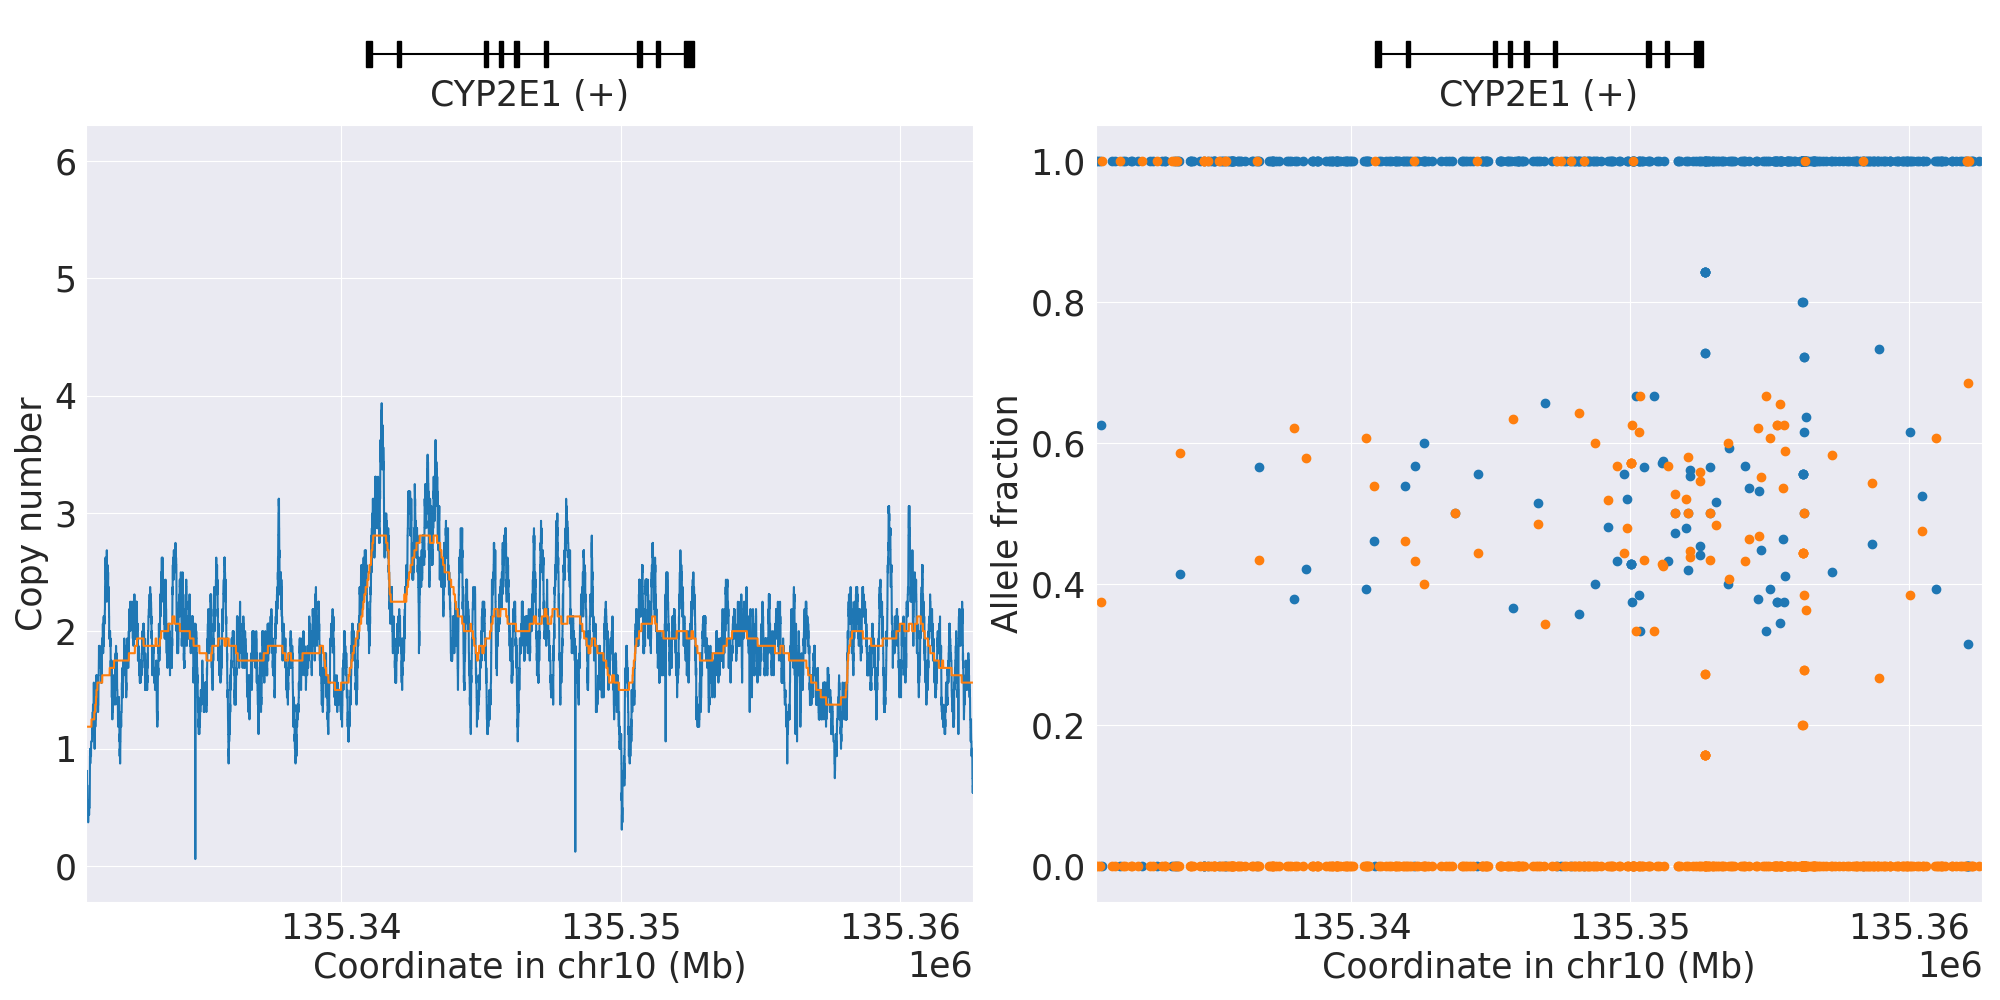 CYP2E1 (+)
6
5
4
3
2
1
0
Copy number
135.34 135.35 135.36
Coordinate in chr10 (Mb)
1e6
CYP2E1 (+)
1.0
0.8
0.6
0.4
0.2
0.0
Allele fraction
135.34 135.35 135.36
Coordinate in chr10 (Mb)
1e6